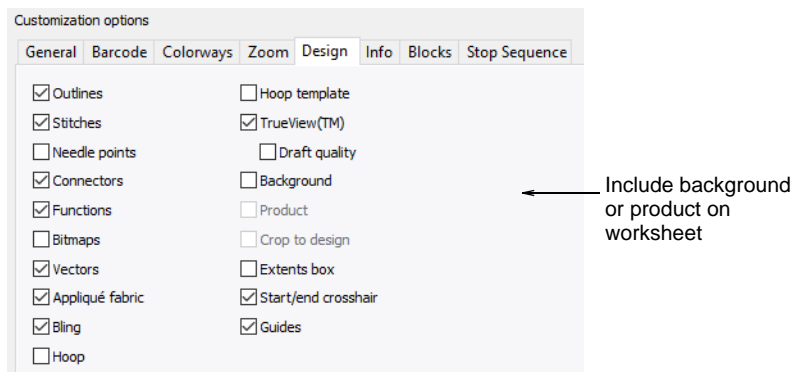 Customization options
General Barcode Colorways Zoom Design Info Blocks Stop Sequence
Outlines
Stitches
Needle points
Connectors
Functions
Bitmaps
Vectors
Appliqué fabric
Bling
Hoop
Hoop template
TrueView(TM)
Draft quality
Background
Product
Crop to design
Extents box
Start/end crosshair
Guides
Include background
or product on
worksheet